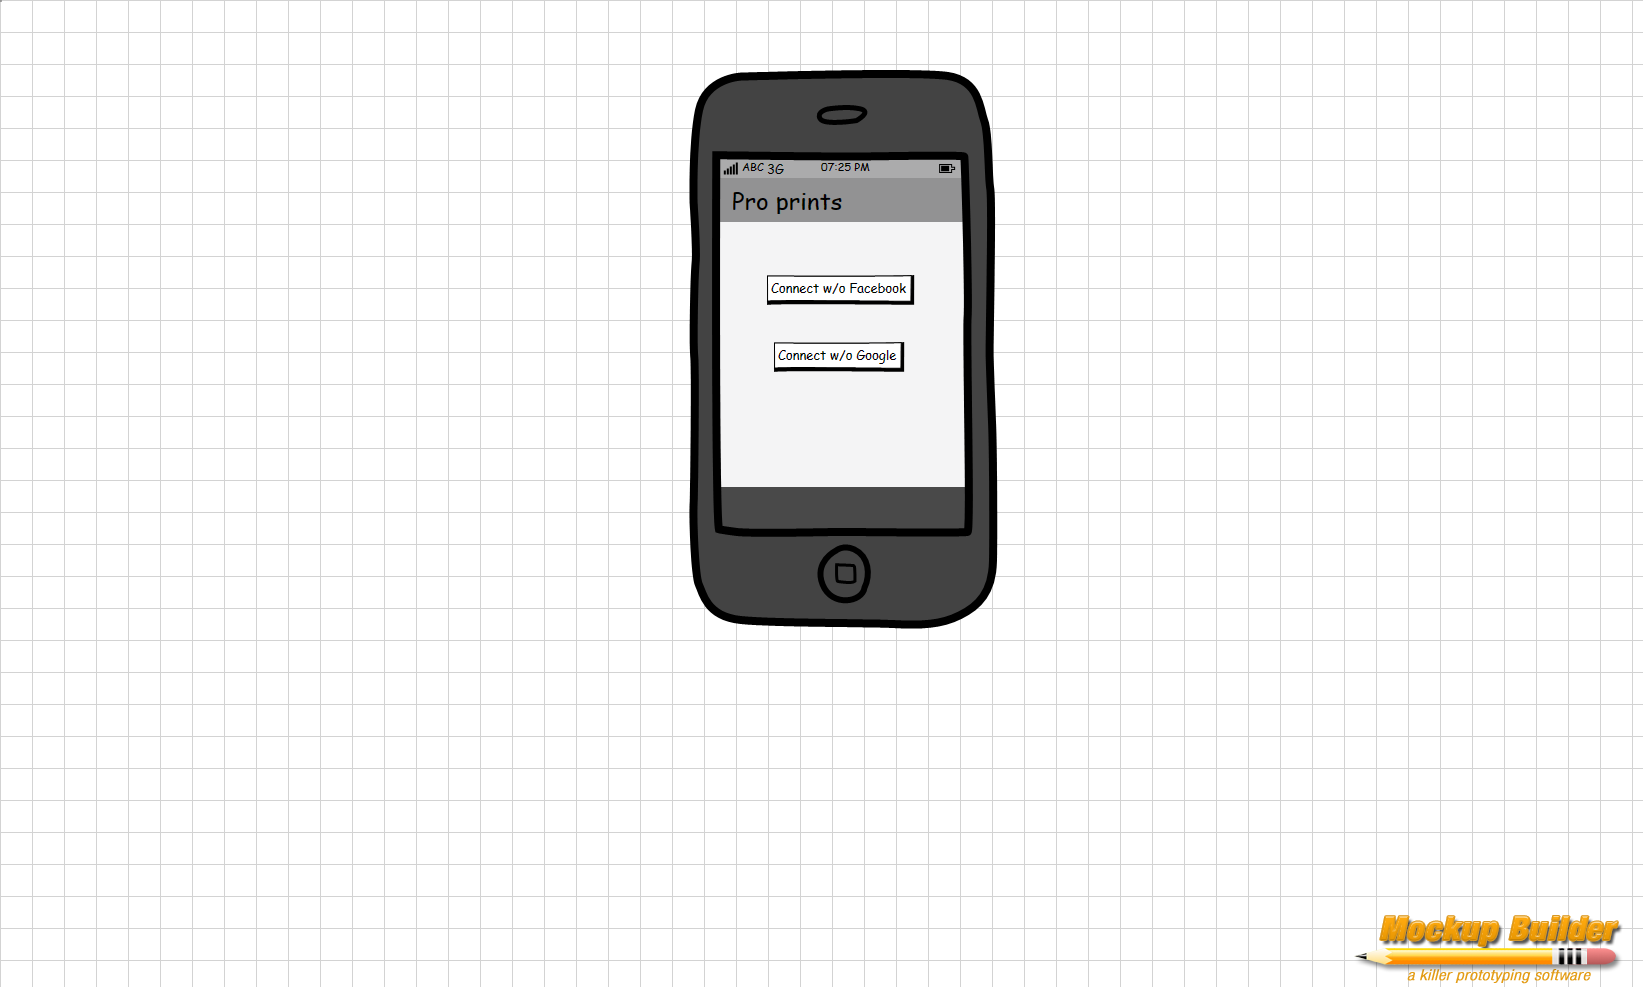 ABC 3G 07:25 PM
Pro prints
Connect w/o Facebook
Connect w/o Google
Mockup Builder
a killer prototyping software